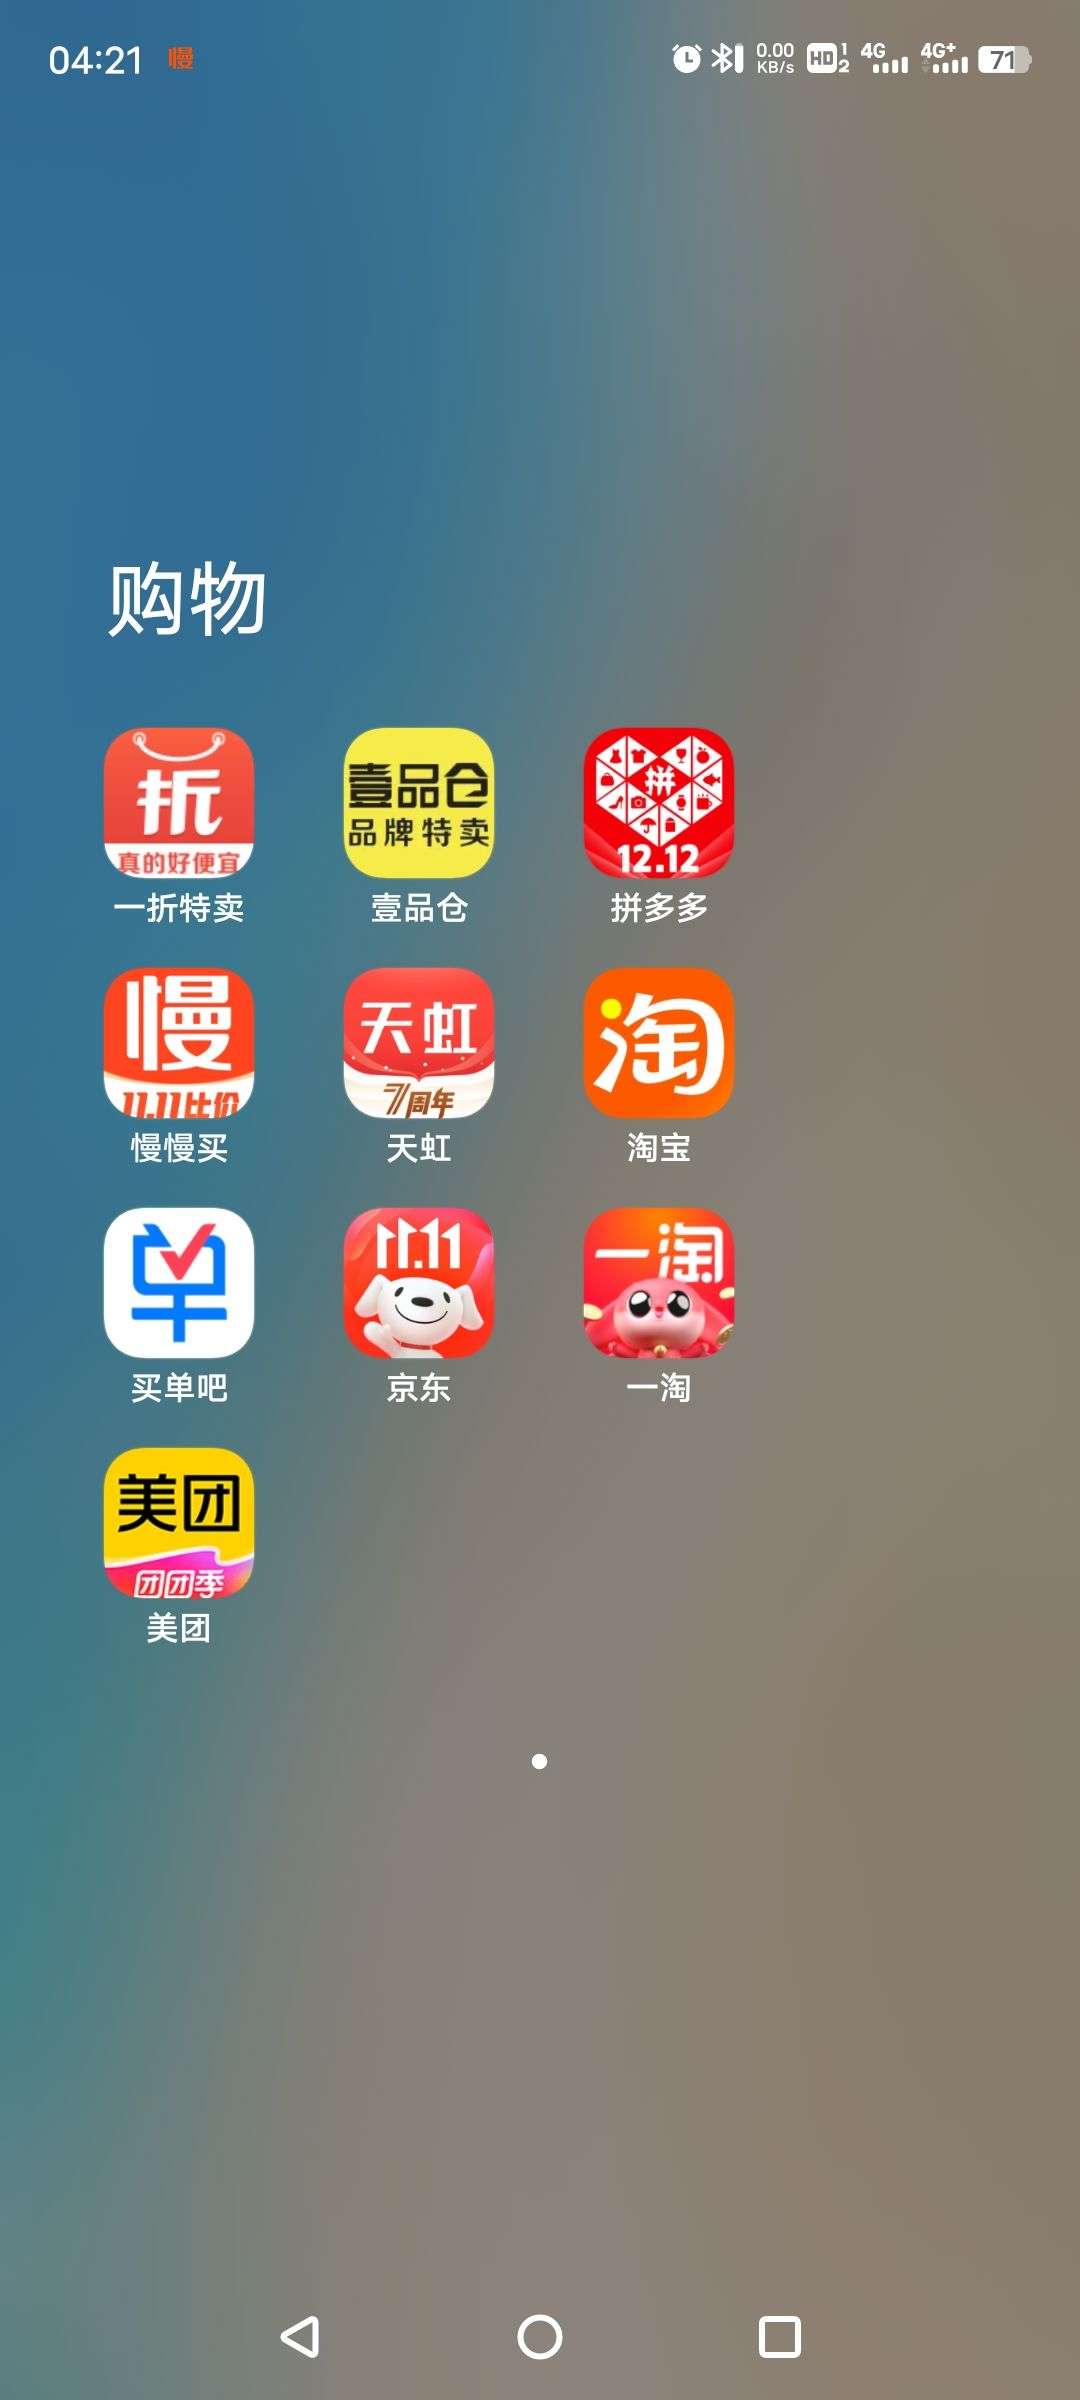 04:21 慢 0.00 KB/s HD 1 2 4G 4G+ 71
购物
折
真的好便宜
壹品仓
品牌特卖
拼
12.12
一折特卖 壹品仓 拼多多
慢
11.11比价
天虹
7周年
淘
慢慢买 天虹 淘宝
单
11.11
一淘
买单吧 京东 一淘
美团
团团季
美团